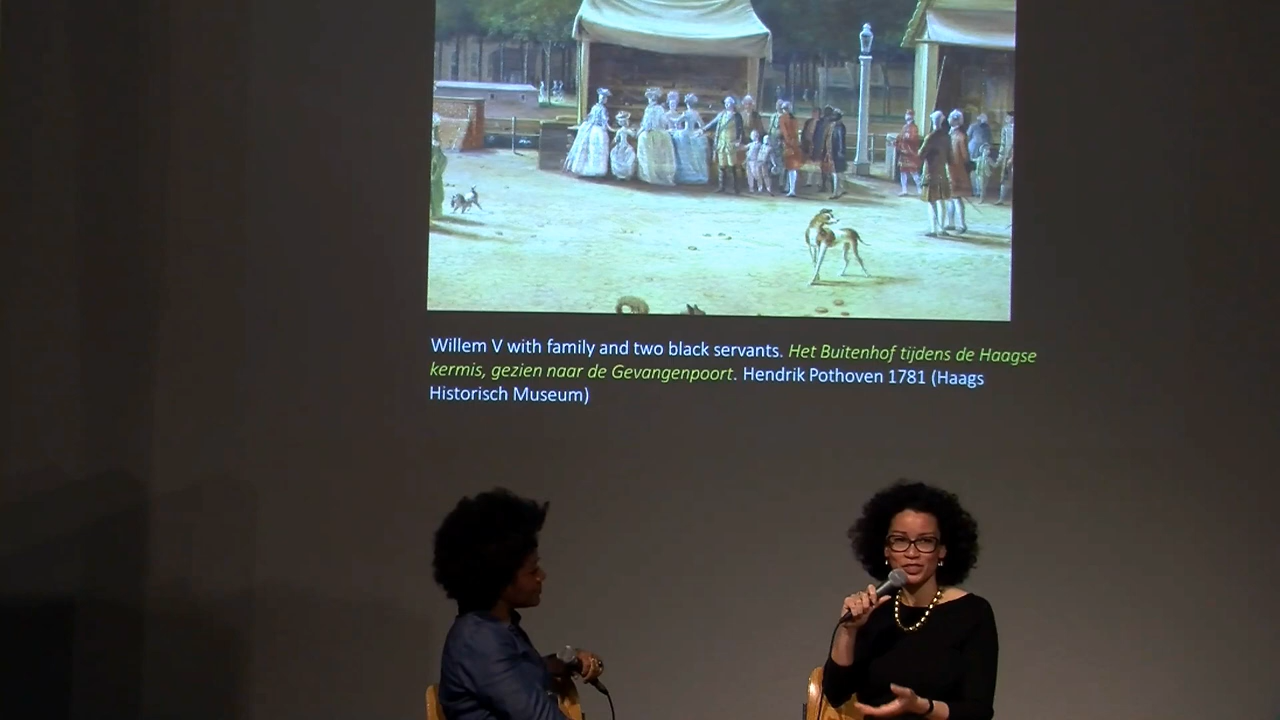 Willem V with family and two black servants. Het Buitenhof tijdens de Haagse
kermis, gezien naar de Gevangenpoort. Hendrik Pothoven 1781 (Haags
Historisch Museum)